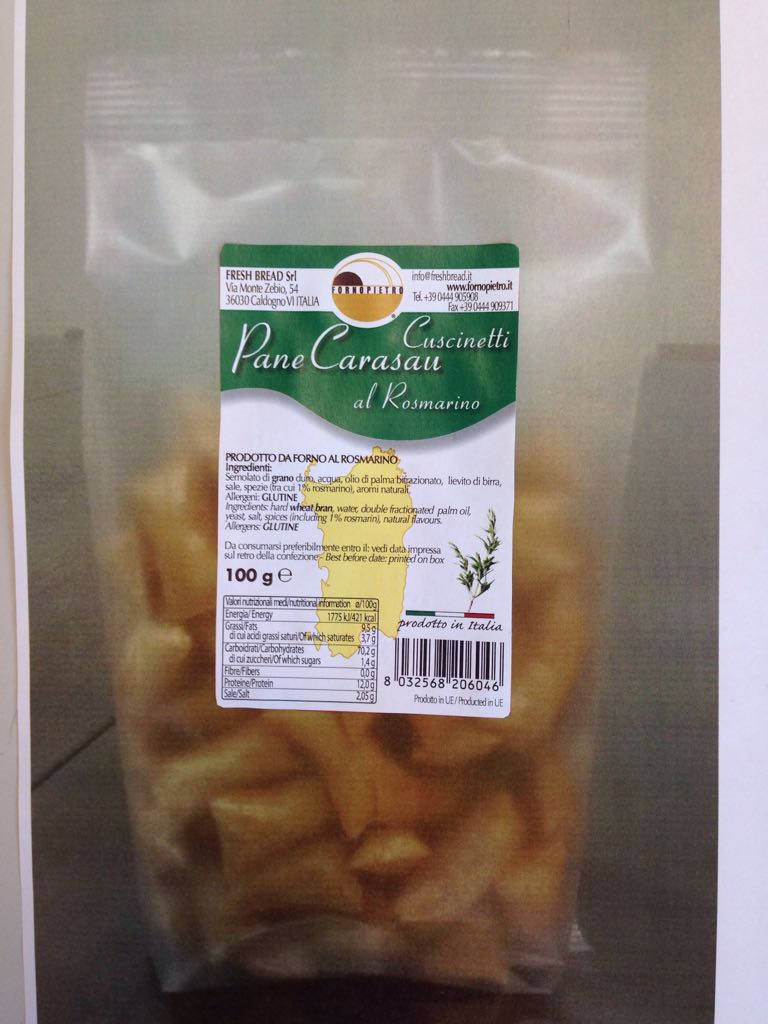 FRESH BREAD Srl
Via Monte Zebio, 54
36030 Caldogno VI ITALIA
FORNOPIETRO
info@freshbread.it
www.fornopietro.it
Tel. +39 0444 905908
Fax +39 0444 909371
Cuscinetti
Pane Carasau
al Rosmarino
PRODOTTO DA FORNO AL ROSMARINO
Ingredienti:
Semolato di grano duro, acqua, olio di palma bifrazionato, lievito di birra,
sale, spezie (tra cui 1% rosmarino), aromi naturali.
Allergeni: GLUTINE
Ingredients: hard wheat bran, water, double fractionated palm oil,
yeast, salt, spices (including 1% rosmarin), natural flavours.
Allergens: GLUTINE
Da consumarsi preferibilmente entro il: vedi data impressa
sul retro della confezione - Best before date: printed on box
100 g e
Valori nutrizionali medi/nutritional information ø/100g
Energia/Energy 1775 kJ/421 kcal
Grassi/Fats 9,5 g
di cui acidi grassi saturi/Of which saturates 3,7 g
Carboidrati/Carbohydrates 70,2 g
di cui zuccheri/Of which sugars 1,4 g
Fibre/Fibers 0,0 g
Proteine/Protein 12,0 g
Sale/Salt 2,05 g
prodotto in Italia
8 032568 206046
Prodotto in UE / Producted in UE